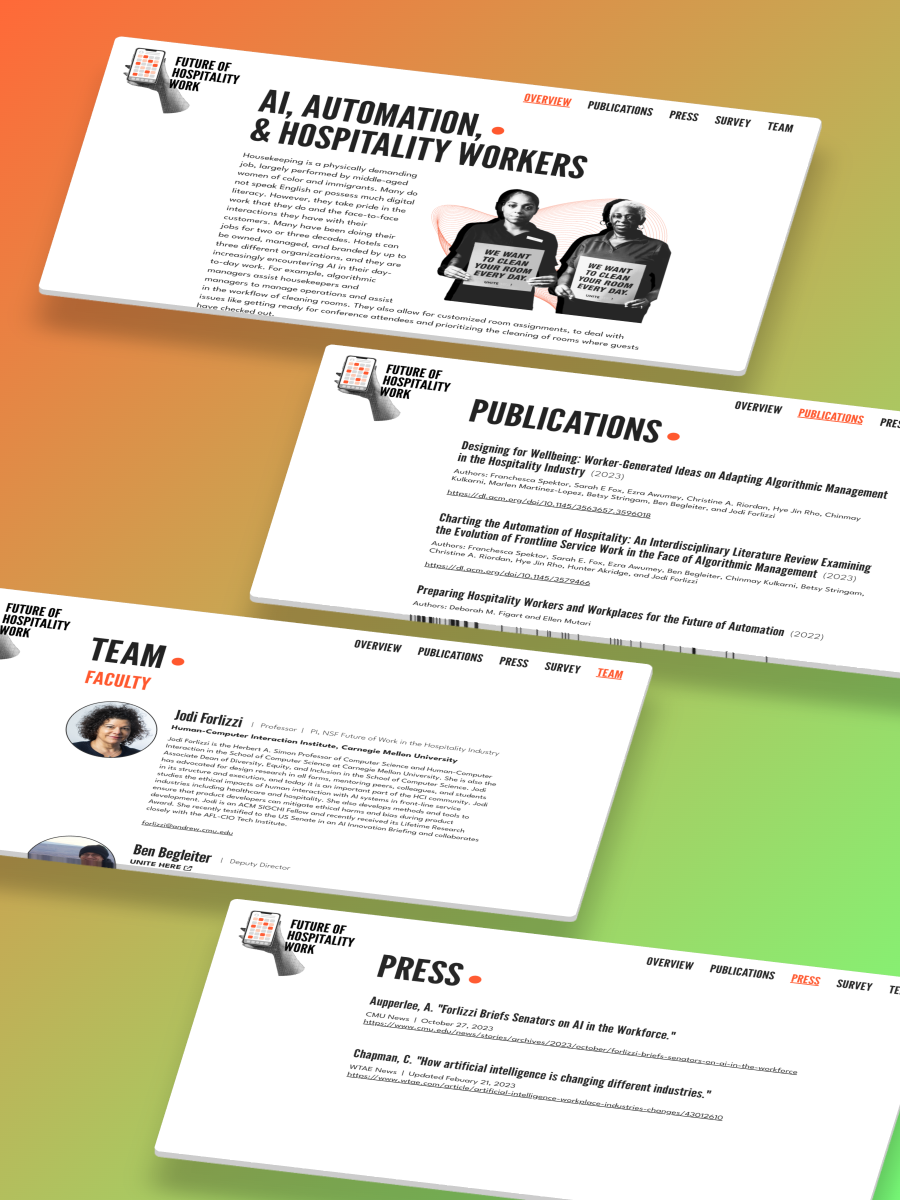 FUTURE OF
HOSPITALITY
WORK
OVERVIEW PUBLICATIONS PRESS SURVEY TEAM
AI, AUTOMATION,
& HOSPITALITY WORKERS
Housekeeping is a physically demanding
job, largely performed by middle-aged
women of color and immigrants. Many do
not speak English or possess much digital
literacy. However, they take pride in the
work that they do and the face-to-face
interactions they have with their
customers. Many have been doing their
jobs for two or three decades. Hotels can
be owned, managed, and branded by up to
three different organizations, and they are
increasingly encountering AI in their day-
to-day work. For example, algorithmic
managers assist housekeepers and
managers to manage operations and assist
in the workflow of cleaning rooms. They also allow for customized room assignments, to deal with
issues like getting ready for conference attendees and prioritizing the cleaning of rooms where guests
have checked out.
WE WANT
TO CLEAN
YOUR ROOM
EVERY DAY.
UNITE
WE WANT
TO CLEAN
YOUR ROOM
EVERY DAY.
UNITE
FUTURE OF
HOSPITALITY
WORK
OVERVIEW PUBLICATIONS PRES
PUBLICATIONS
Designing for Wellbeing: Worker-Generated Ideas on Adapting Algorithmic Management
in the Hospitality Industry (2023)
Authors: Franchesca Spektor, Sarah E Fox, Ezra Awumey, Christine A. Riordan, Hye Jin Rho, Chinmay
Kulkarni, Marlen Martinez-Lopez, Betsy Stringam, Ben Begleiter, and Jodi Forlizzi
https://dl.acm.org/doi/10.1145/3563657.3596018
Charting the Automation of Hospitality: An Interdisciplinary Literature Review Examining
the Evolution of Frontline Service Work in the Face of Algorithmic Management (2023)
Authors: Franchesca Spektor, Sarah E. Fox, Ezra Awumey, Ben Begleiter, Chinmay Kulkarni, Betsy Stringam,
Christine A. Riordan, Hye Jin Rho, Hunter Akridge, and Jodi Forlizzi
https://dl.acm.org/doi/10.1145/3579466
Preparing Hospitality Workers and Workplaces for the Future of Automation (2022)
Authors: Deborah M. Figart and Ellen Mutari
FUTURE OF
HOSPITALITY
WORK
OVERVIEW PUBLICATIONS PRESS SURVEY TEAM
TEAM
FACULTY
Jodi Forlizzi | Professor | PI, NSF Future of Work in the Hospitality Industry
Human-Computer Interaction Institute, Carnegie Mellon University
Jodi Forlizzi is the Herbert A. Simon Professor of Computer Science and Human-Computer
Interaction in the School of Computer Science at Carnegie Mellon University. She is also the
Associate Dean of Diversity, Equity, and Inclusion in the School of Computer Science. Jodi
has advocated for design research in all forms, mentoring peers, colleagues, and students
in its structure and execution, and today it is an important part of the HCI community. Jodi
studies the ethical impacts of human interaction with AI systems in front-line service
industries including healthcare and hospitality. She also develops methods and tools to
ensure that product developers can mitigate ethical harms and bias during product
development. Jodi is an ACM SIGCHI Fellow and recently received its Lifetime Research
Award. She recently testified to the US Senate in an AI Innovation Briefing and collaborates
closely with the AFL-CIO Tech Institute.
forlizzi@andrew.cmu.edu
Ben Begleiter | Deputy Director
UNITE HERE
FUTURE OF
HOSPITALITY
WORK
OVERVIEW PUBLICATIONS PRESS SURVEY TE
PRESS
Aupperlee, A. "Forlizzi Briefs Senators on AI in the Workforce."
CMU News | October 27, 2023
https://www.cmu.edu/news/stories/archives/2023/october/forlizzi-briefs-senators-on-ai-in-the-workforce
Chapman, C. "How artificial intelligence is changing different industries."
WTAE News | Updated Febuary 21, 2023
https://www.wtae.com/article/artificial-intelligence-workplace-industries-changes/43012610